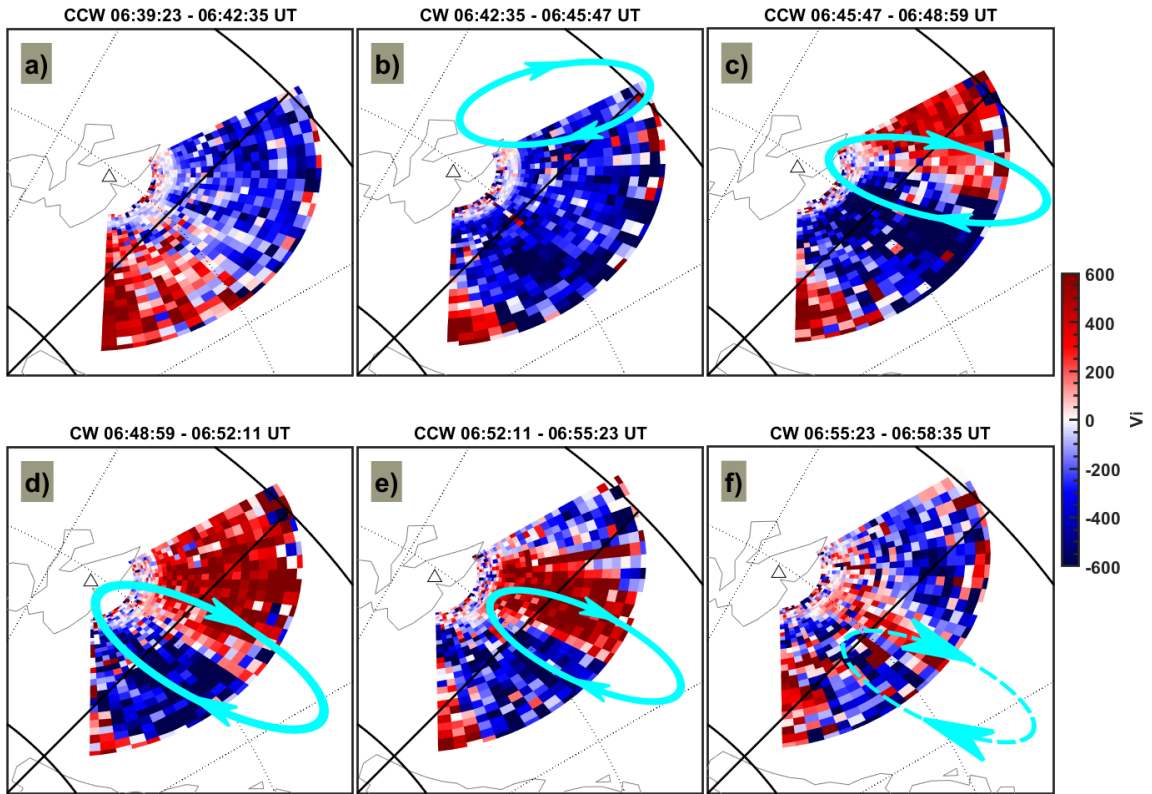 CCW 06:39:23 - 06:42:35 UT
CW 06:42:35 - 06:45:47 UT
CCW 06:45:47 - 06:48:59 UT
a)
b)
c)
600
400
200
0
-200
-400
-600
Vi
CW 06:48:59 - 06:52:11 UT
CCW 06:52:11 - 06:55:23 UT
CW 06:55:23 - 06:58:35 UT
d)
e)
f)